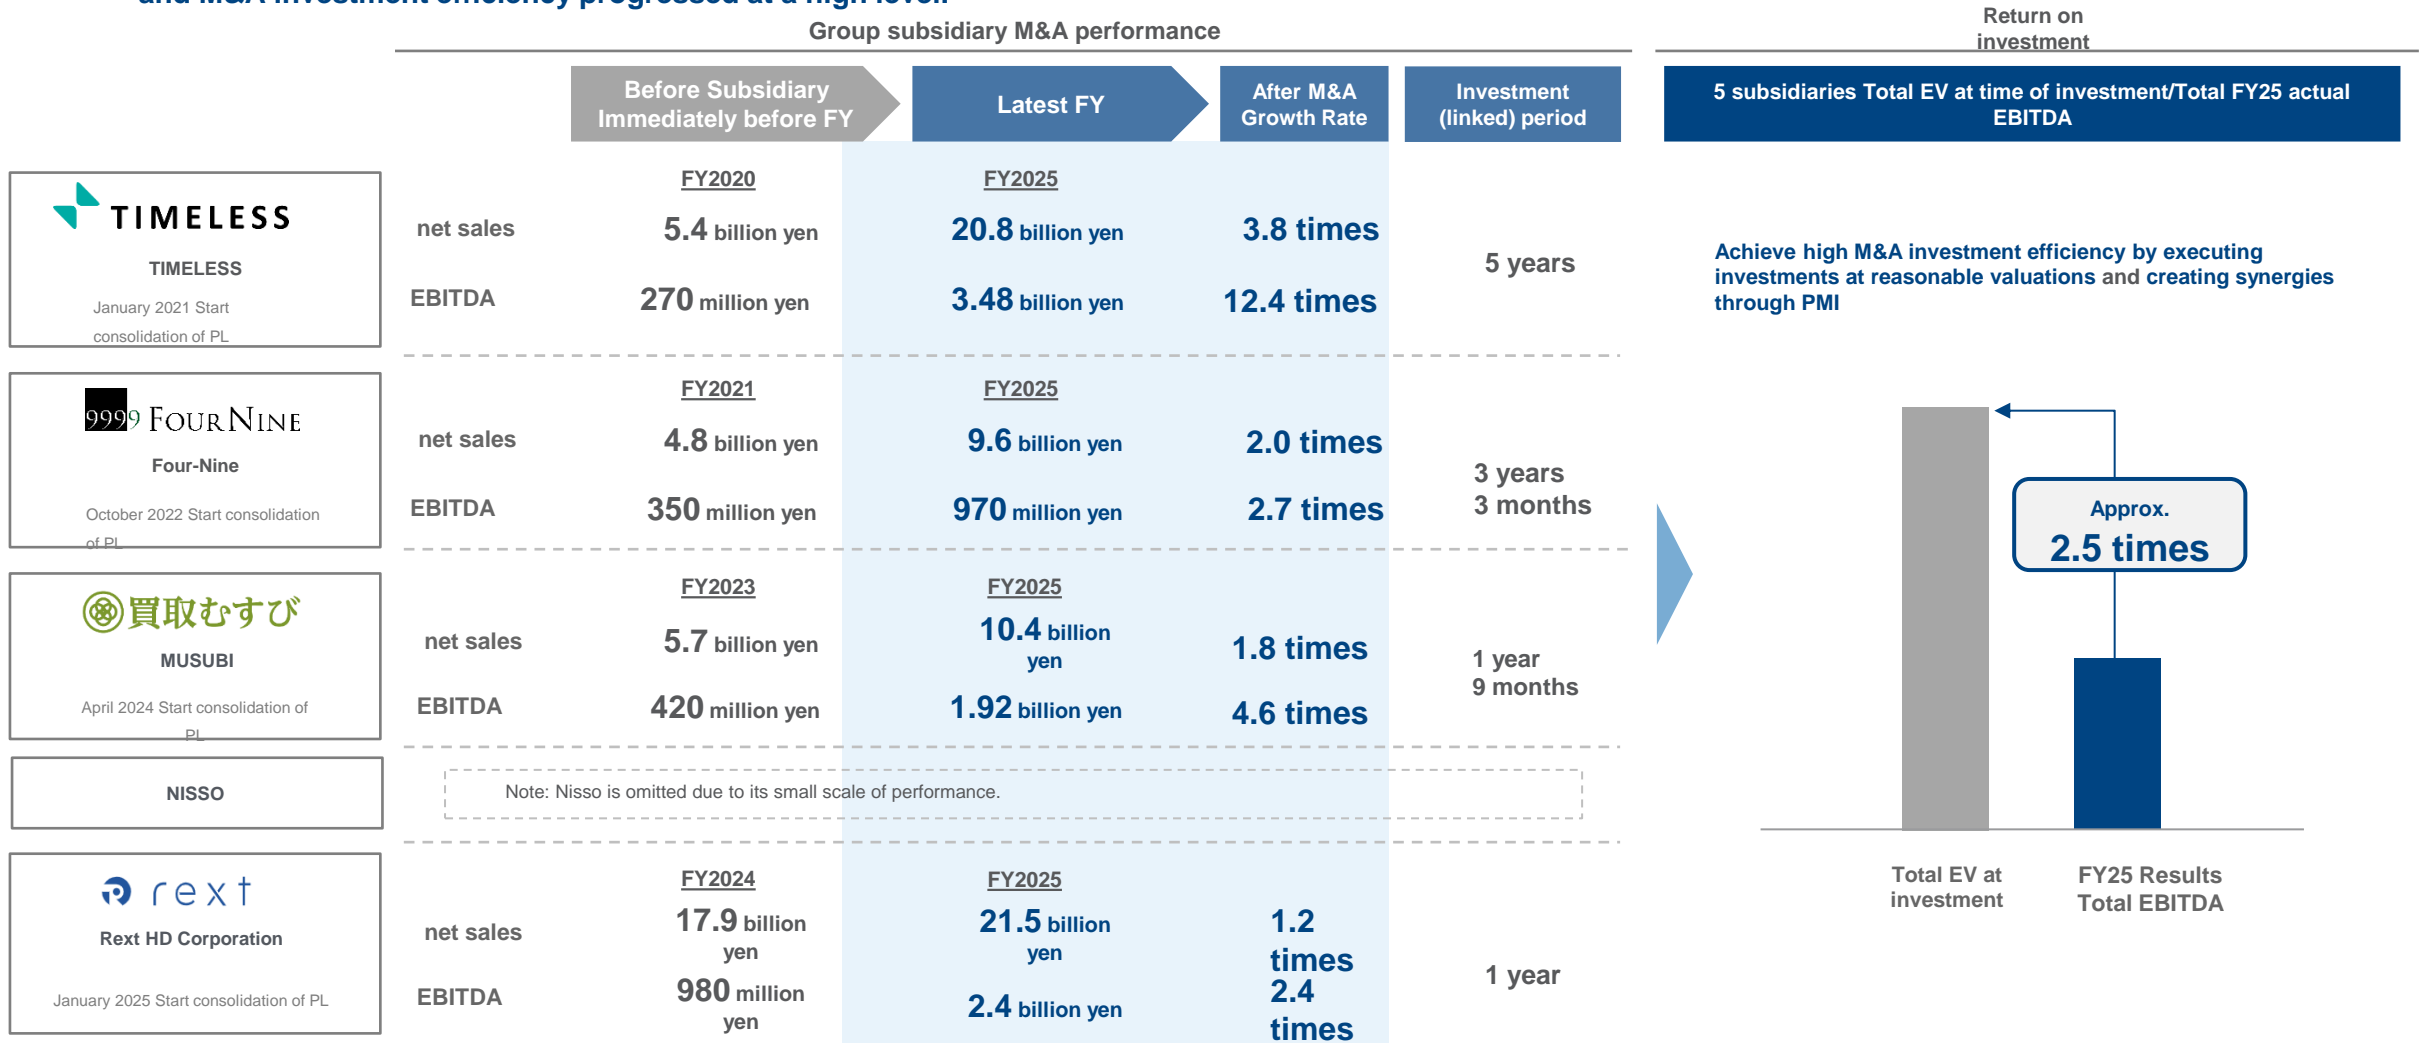 and M&A investment efficiency progressed at a high level.
Group subsidiary M&A performance
Return on
investment
Before Subsidiary
Immediately before FY
Latest FY
After M&A
Growth Rate
Investment
(linked) period
5 subsidiaries Total EV at time of investment/Total FY25 actual
EBITDA
TIMELESS
TIMELESS
January 2021 Start
consolidation of PL
FY2020
FY2025
net sales
5.4 billion yen
20.8 billion yen
3.8 times
EBITDA
270 million yen
3.48 billion yen
12.4 times
5 years
9999 FOURNINE
Four-Nine
October 2022 Start consolidation
of PL
FY2021
FY2025
net sales
4.8 billion yen
9.6 billion yen
2.0 times
EBITDA
350 million yen
970 million yen
2.7 times
3 years
3 months
買取むすび
MUSUBI
April 2024 Start consolidation of
PL
FY2023
FY2025
net sales
5.7 billion yen
10.4 billion
yen
1.8 times
EBITDA
420 million yen
1.92 billion yen
4.6 times
1 year
9 months
NISSO
Note: Nisso is omitted due to its small scale of performance.
rext
Rext HD Corporation
January 2025 Start consolidation of PL
FY2024
FY2025
net sales
17.9 billion
yen
21.5 billion
yen
1.2
times
EBITDA
980 million
yen
2.4 billion yen
2.4
times
1 year
Achieve high M&A investment efficiency by executing
investments at reasonable valuations and creating synergies
through PMI
Approx.
2.5 times
Total EV at
investment
FY25 Results
Total EBITDA